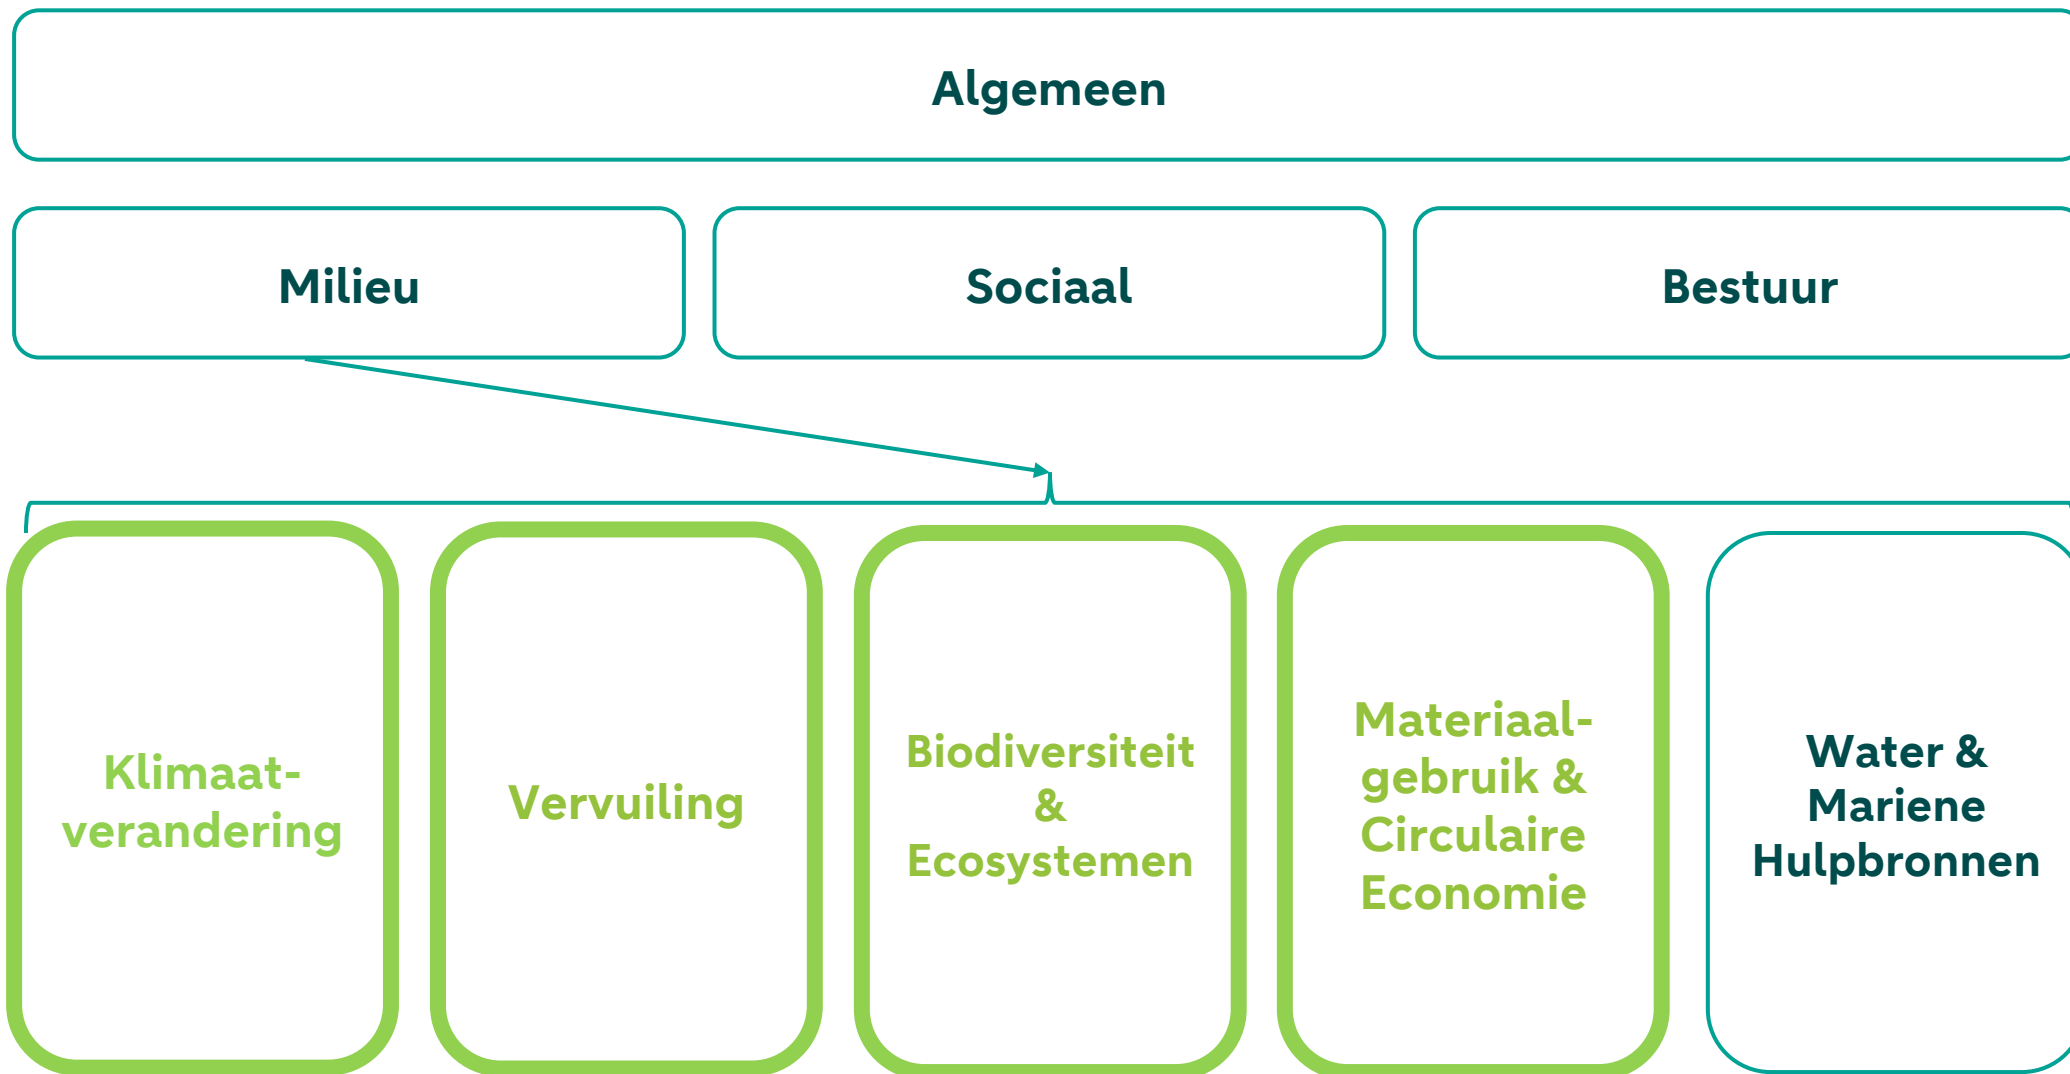 Algemeen
Milieu
Sociaal
Bestuur
Klimaat-
verandering
Vervuiling
Biodiversiteit
&
Ecosystemen
Materiaal-
gebruik &
Circulaire
Economie
Water &
Mariene
Hulpbronnen